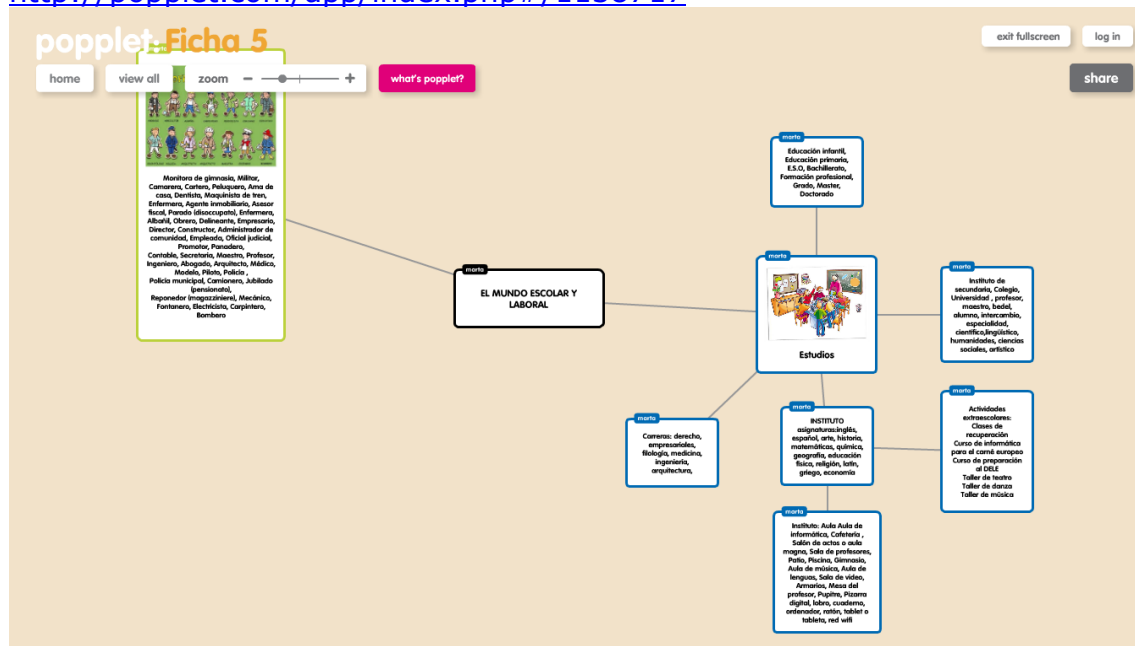 popplet: Ficha 5
exit fullscreen
log in
home
view all
zoom
what's popplet?
share
Monitora de gimnasia, Militar,
Camarera, Cartero, Peluquero, Ama de
casa, Dentista, Maquinista de tren,
Enfermera, Agente inmobiliario, Asesor
fiscal, Parado (disoccupato), Enfermera,
Albañil, Obrero, Delineante, Empresario,
Director, Constructor, Administrador de
comunidad, Empleado, Oficial judicial,
Promotor, Panadero,
Contable, Secretaria, Maestro, Profesor,
Ingeniero, Abogado, Arquitecto, Médico,
Modelo, Piloto, Policía ,
Policía municipal, Camionero, Jubilado
(pensionato),
Reponedor (magazziniere), Mecánico,
Fontanero, Electricista, Carpintero,
Bombero
marta
EL MUNDO ESCOLAR Y
LABORAL
marta
Educación infantil,
Educación primaria,
E.S.O, Bachillerato,
Formación profesional,
Grado, Master,
Doctorado
marta
Estudios
marta
Instituto de
secundaria, Colegio,
Universidad , profesor,
maestro, bedel,
alumno, intercambio,
especialidad,
científico,lingüístico,
humanidades, ciencias
sociales, artístico
marta
Carreras: derecho,
empresariales,
filología, medicina,
ingeniería,
arquitectura,
marta
INSTITUTO
asignaturas:inglés,
español, arte, historia,
matemáticas, química,
geografía, educación
física, religión, latín,
griego, economía
marta
Actividades
extraescolares:
Clases de
recuperación
Curso de informática
para el carné europeo
Curso de preparación
al DELE
Taller de teatro
Taller de danza
Taller de música
marta
Instituto: Aula Aula de
informática, Cafetería ,
Salón de actos o aula
magna, Sala de profesores,
Patio, Piscina, Gimnasio,
Aula de música, Aula de
lenguas, Sala de video,
Armarios, Mesa del
profesor, Pupitre, Pizarra
digital, lobro, cuaderno,
ordenador, ratón, tablet o
tableta, red wifi